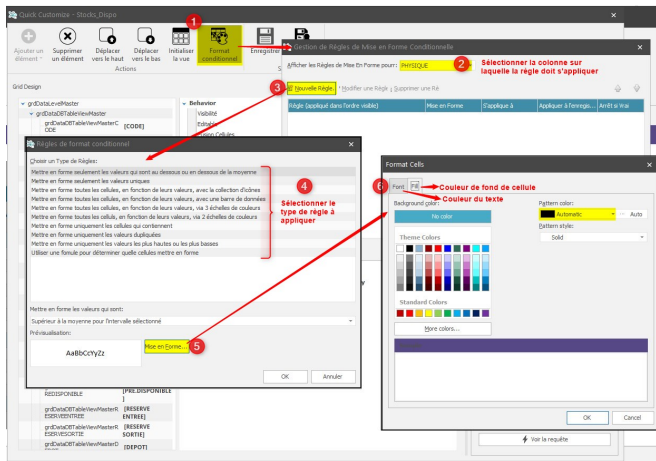 Quick Customize - Stocks_Dispo
1
Ajouter un élément
Supprimer un élément
Déplacer vers le haut
Déplacer vers le bas
Initialiser la vue
Format conditionnel
Enregistrer
Actions
Grid Design
grdDataLevelMaster
grdDataDBTableViewMaster
grdDataDBTableViewMasterC
ODE
[CODE]
Behavior
Visibilité
Editable
Fusion Cellules
Gestion de Règles de Mise en Forme Conditionnelle
Afficher les Règles de Mise En Forme pour:
PHYSIQUE
2
Sélectionner la colonne sur
laquelle la règle doit s'appliquer
3
Nouvelle Règle.
Modifier une Règle
Supprimer une Ré
Règle (appliqué dans l'ordre visible)
Mise en Forme
S'applique à
Appliquer à l'enregis...
Arrêt si Vrai
Règles de format conditionnel
Choisir un Type de Règles:
Mettre en forme seulement les valeurs qui sont au dessous ou en dessous de la moyenne
Mettre en forme seulement les valeurs uniques
Mettre en forme toutes les cellules, en fonction de leurs valeurs, avec la collection d'icônes
Mettre en forme toutes les cellules, en fonction de leurs valeurs, avec une barre de données
Mettre en forme toutes les cellules, en fonction de leurs valeurs, via 3 échelles de couleurs
Mettre en forme toutes les cellules, en fonction de leurs valeurs, via 2 échelles de couleurs
Mettre en forme uniquement les cellules qui contiennent
Mettre en forme uniquement les valeurs dupliquées
Mettre en forme uniquement les valeurs les plus hautes ou les plus basses
Utiliser une fomule pour déterminer quelle cellules mettre en forme
4
Sélectionner le
type de règle à
appliquer
Mettre en forme les valeurs qui sont:
Supérieur à la moyenne pour l'intervalle sélectionné
Prévisualisation:
AaBbCcYyZz
Mise en Forme...
5
OK
Annuler
Format Cells
6
Font
Fill
Couleur de fond de cellule
Couleur du texte
Background color:
No color
Theme Colors
Standard Colors
More colors...
Pattern color:
Automatic
Auto
Pattern style:
Solid
OK
Cancel
REDISPONIBLE
[PRE.DISPONIBLE
]
grdDataDBTableViewMasterR
ESERVEENTREE
[RESERVE
ENTREE]
grdDataDBTableViewMasterR
ESERVESORTIE
[RESERVE
SORTIE]
grdDataDBTableViewMasterD
[DEPOT]
Voir la requête